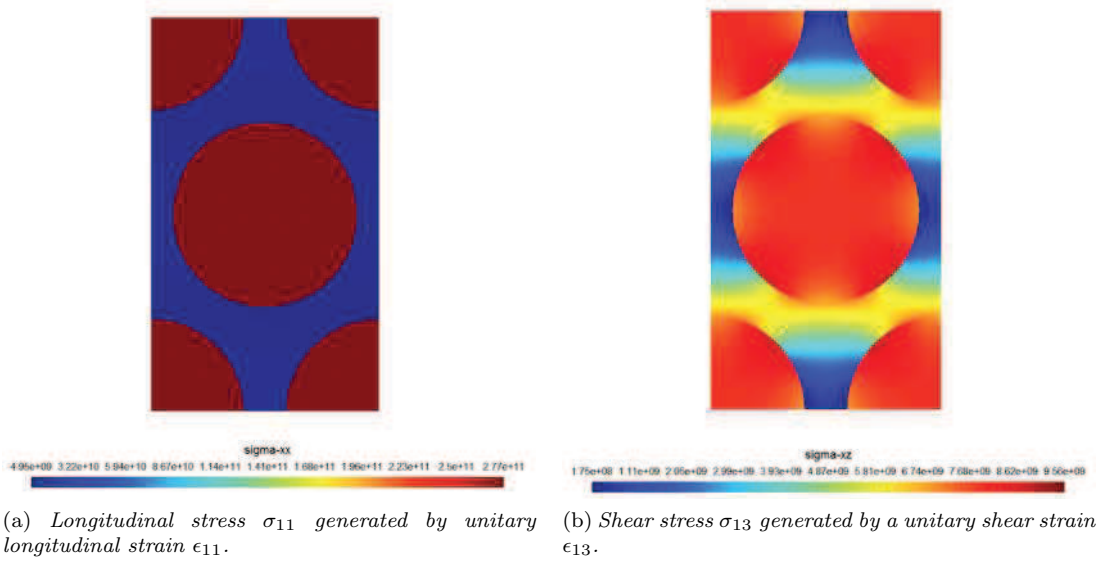 sigma-xx
4.95e+09 3.22e+10 5.94e+10 8.67e+10 1.14e+11 1.41e+11 1.68e+11 1.96e+11 2.23e+11 2.5e+11 2.77e+11
sigma-xz
1.75e+08 1.11e+09 2.05e+09 2.99e+09 3.93e+09 4.87e+09 5.81e+09 6.74e+09 7.68e+09 8.62e+09 9.56e+09
(a) Longitudinal stress σ11 generated by unitary
longitudinal strain ϵ11.
(b) Shear stress σ13 generated by a unitary shear strain
ϵ13.